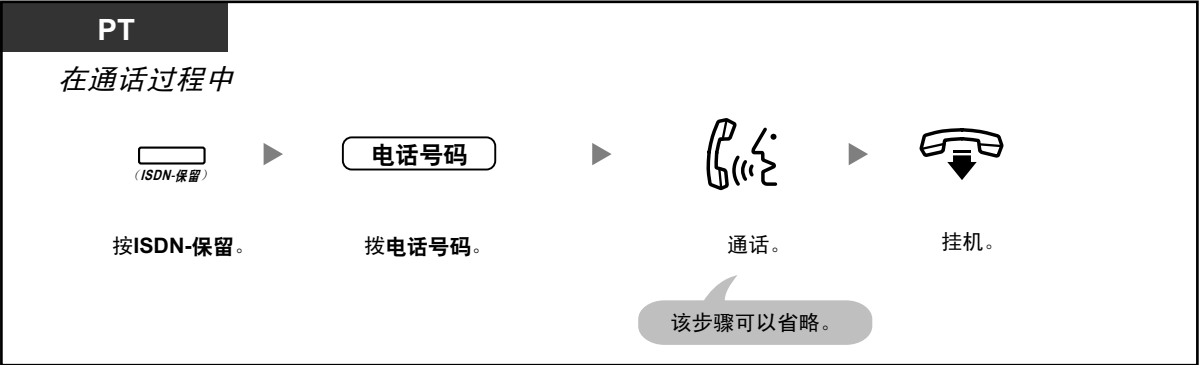 PT
在通话过程中
电话号码
（ISDN-保留）
按ISDN-保留。
拨电话号码。
通话。
挂机。
该步骤可以省略。